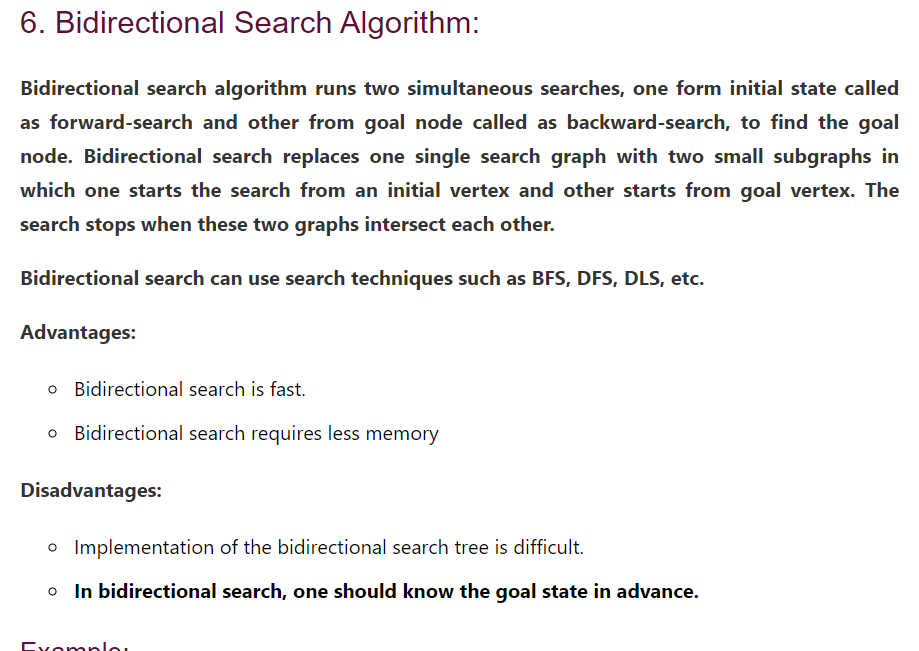 6. Bidirectional Search Algorithm:
Bidirectional search algorithm runs two simultaneous searches, one form initial state called
as forward-search and other from goal node called as backward-search, to find the goal
node. Bidirectional search replaces one single search graph with two small subgraphs in
which one starts the search from an initial vertex and other starts from goal vertex. The
search stops when these two graphs intersect each other.
Bidirectional search can use search techniques such as BFS, DFS, DLS, etc.
Advantages:
Bidirectional search is fast.
Bidirectional search requires less memory
Disadvantages:
Implementation of the bidirectional search tree is difficult.
In bidirectional search, one should know the goal state in advance.
Example: